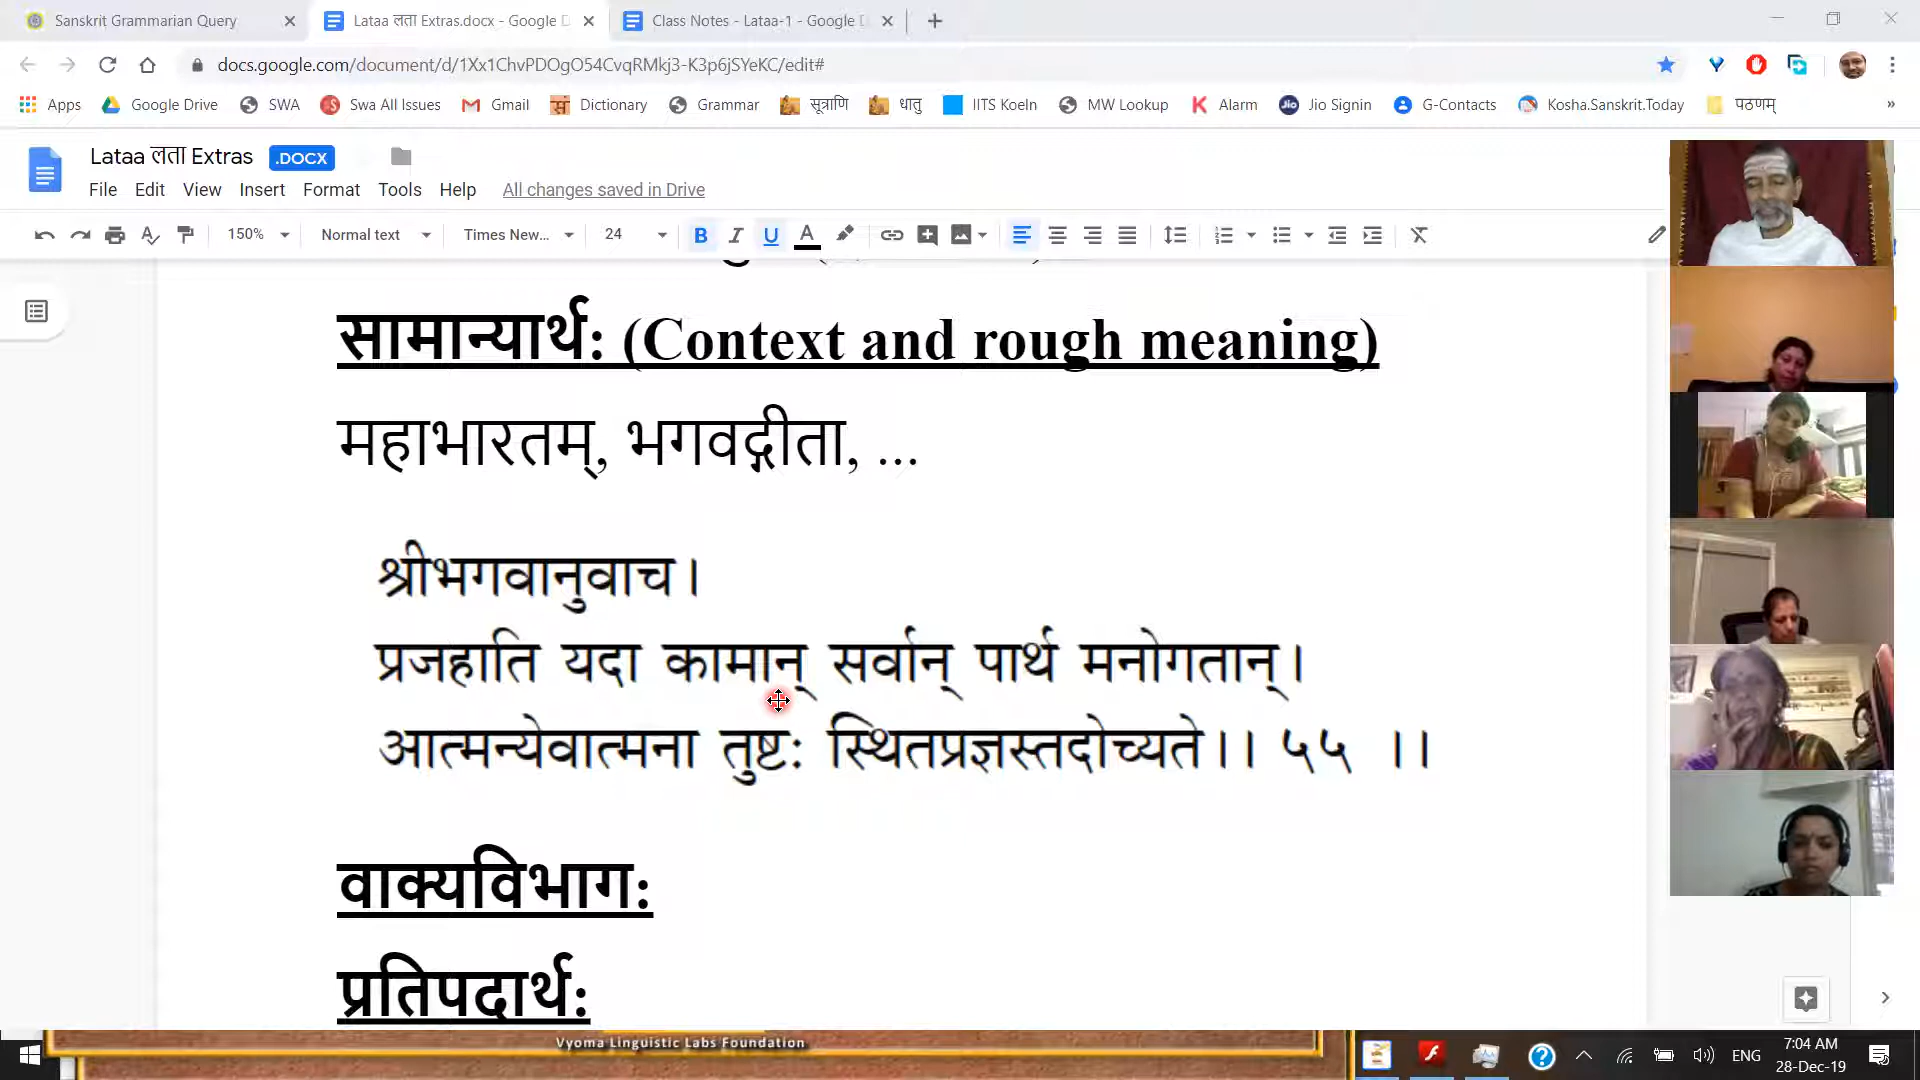 Sanskrit Grammarian Query
Lataa लता Extras.docx - Google D
Class Notes - Lataa-1 - Google D
docs.google.com/document/d/1Xx1ChvPDOgO54CvqRMkj3-K3p6jSYeKC/edit#
Apps Google Drive SWA Swa All Issues Gmail Dictionary Grammar सूत्राणि धातु IITS Koeln MW Lookup Alarm Jio Signin G-Contacts Kosha.Sanskrit.Today पठणम् »
Lataa लता Extras .DOCX
File Edit View Insert Format Tools Help All changes saved in Drive
150% Normal text Times New... 24 B I U A
सामान्यार्थः (Context and rough meaning)
महाभारतम्, भगवद्गीता, ...
श्रीभगवानुवाच।
प्रजहाति यदा कामान् सर्वान् पार्थ मनोगतान्।
आत्मन्येवात्मना तुष्टः स्थितप्रज्ञस्तदोच्यते।। ५५ ।।
वाक्यविभागः
प्रतिपदार्थः
Vyoma Linguistic Labs Foundation
ENG
7:04 AM
28-Dec-19